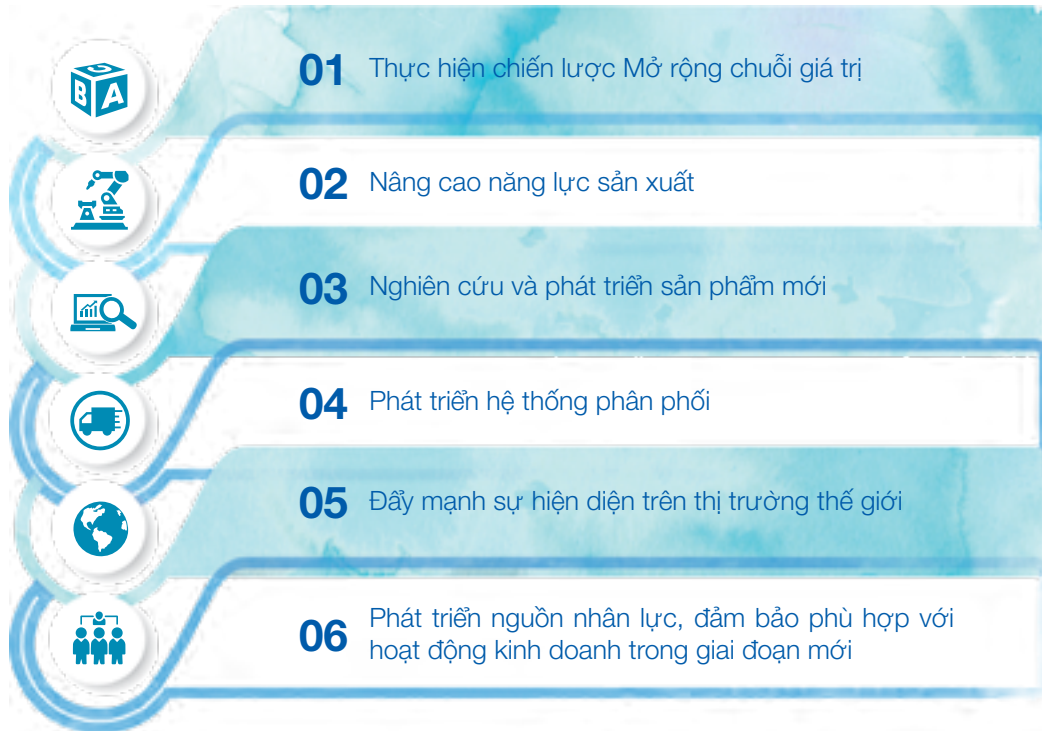 01 Thực hiện chiến lược Mở rộng chuỗi giá trị
02 Nâng cao năng lực sản xuất
03 Nghiên cứu và phát triển sản phẩm mới
04 Phát triển hệ thống phân phối
05 Đẩy mạnh sự hiện diện trên thị trường thế giới
06 Phát triển nguồn nhân lực, đảm bảo phù hợp với
hoạt động kinh doanh trong giai đoạn mới